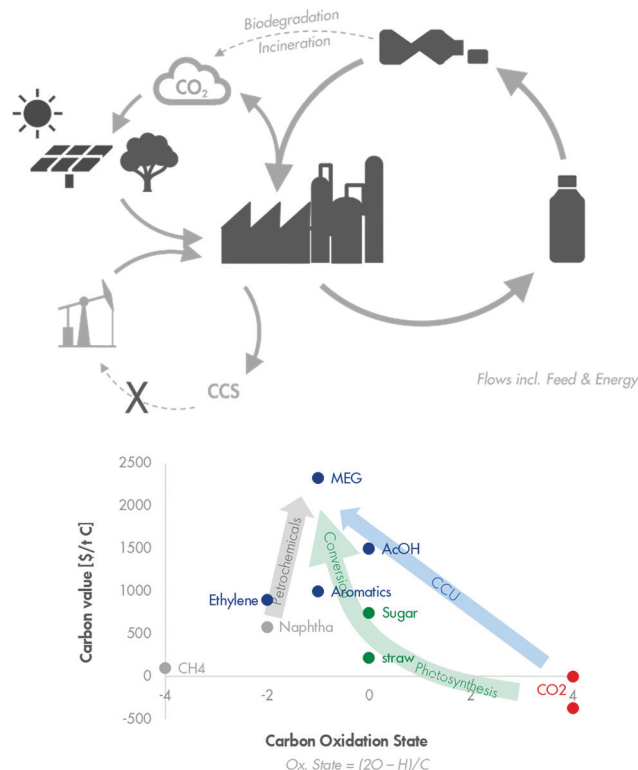 Biodegradation
Incineration
CO2
CCS
X
Flows incl. Feed & Energy
2500
2000
1500
1000
500
0
-500
Carbon value [$/t C]
MEG
Petrochemicals
Conversion
AcOH
CCU
Ethylene
Aromatics
Naphtha
Sugar
straw
Photosynthesis
CH4
CO2
-4
-2
0
4
Carbon Oxidation State
Ox. State = (2O – H)/C